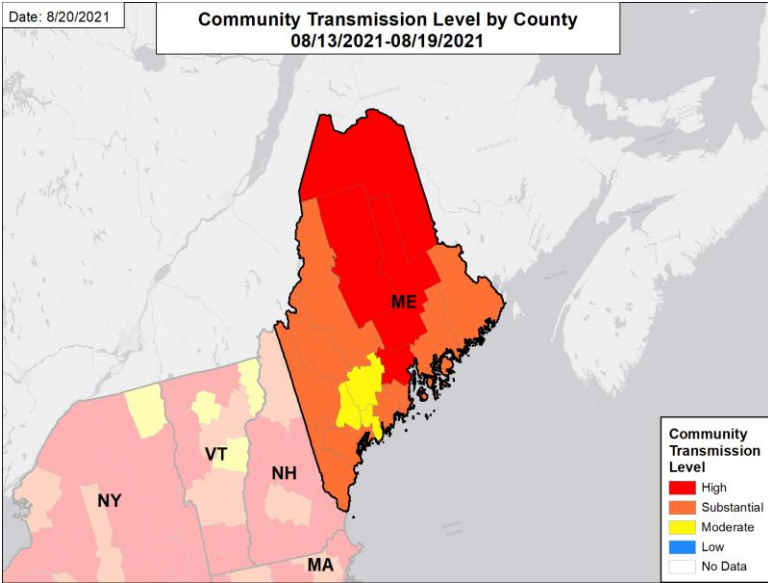 Date: 8/20/2021
Community Transmission Level by County
08/13/2021-08/19/2021
ME
VT
NH
NY
MA
Community
Transmission
Level
High
Substantial
Moderate
Low
No Data